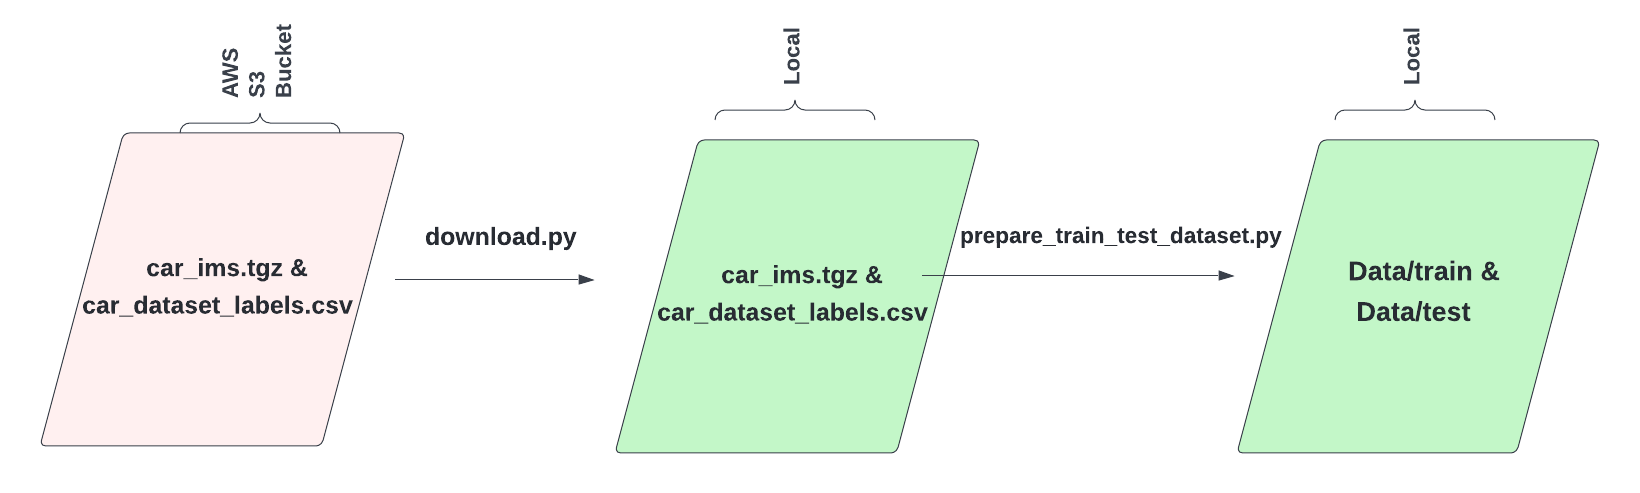 AWS
S3
Bucket
car_ims.tgz &
car_dataset_labels.csv
download.py
Local
car_ims.tgz &
car_dataset_labels.csv
prepare_train_test_dataset.py
Local
Data/train &
Data/test